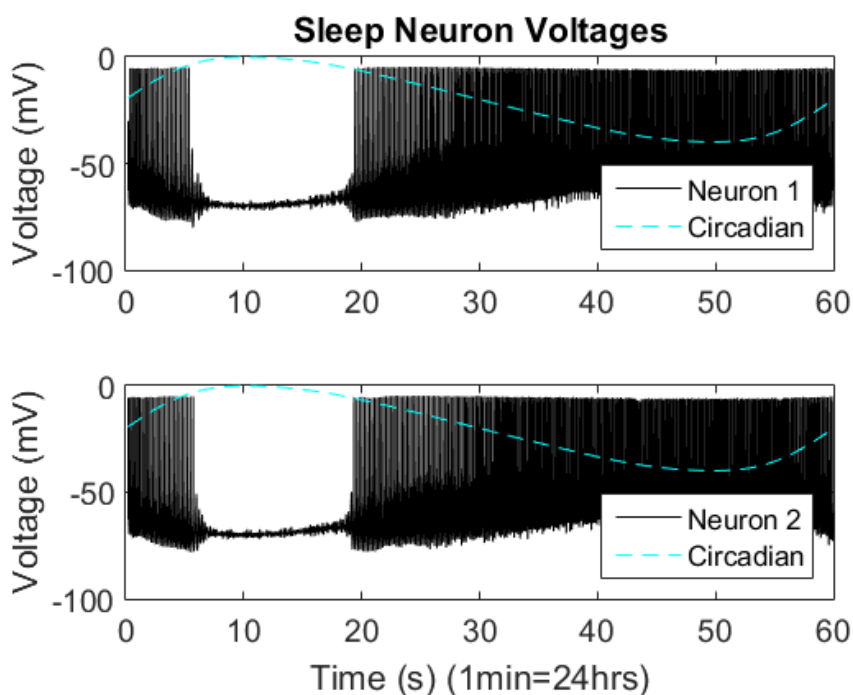 Sleep Neuron Voltages
Voltage (mV)
0
-50
-100
0 10 20 30 40 50 60
Neuron 1
Circadian
Voltage (mV)
0
-50
-100
0 10 20 30 40 50 60
Neuron 2
Circadian
Time (s) (1min=24hrs)